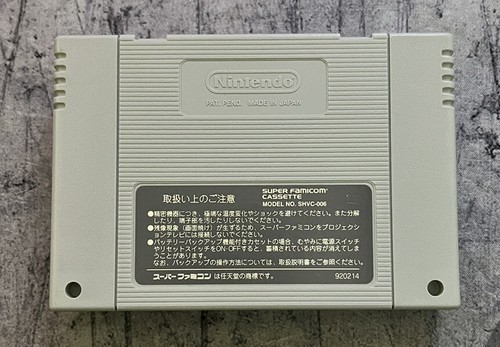 Nintendo
PAT. PEND. MADE IN JAPAN
取扱い上のご注意
SUPER FAMICOM
CASSETTE
MODEL NO. SHVC-006
●精密機器につき、極端な温度変化やショックを避けてください。また分解
したり、端子部を汚したりしないでください。
●残像現象（画面焼け）が生ずるため、スーパーファミコンをプロジェクシ
ョンテレビには接続しないでください。
●バッテリーバックアップ機能付きカセットの場合、むやみに電源スイッチ
やリセットスイッチをON・OFFすると、蓄積されている内容が消えてしま
うことがあります。
なお、バックアップの操作方法については、取扱説明書をご参照ください。
スーパーファミコン は任天堂の商標です。
920214